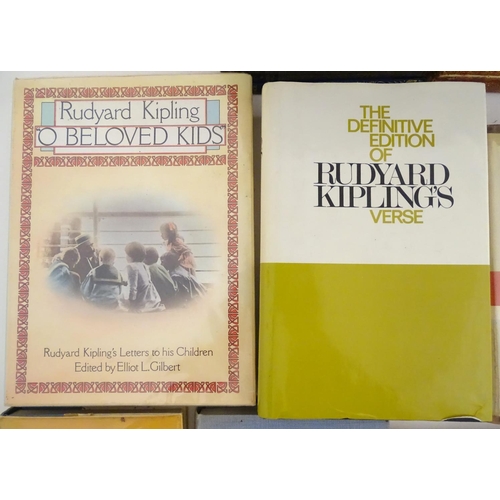 Rudyard Kipling
'O BELOVED KIDS'
Rudyard Kipling's Letters to his Children
Edited by Elliot L. Gilbert
THE
DEFINITIVE
EDITION
OF
RUDYARD
KIPLING'S
VERSE